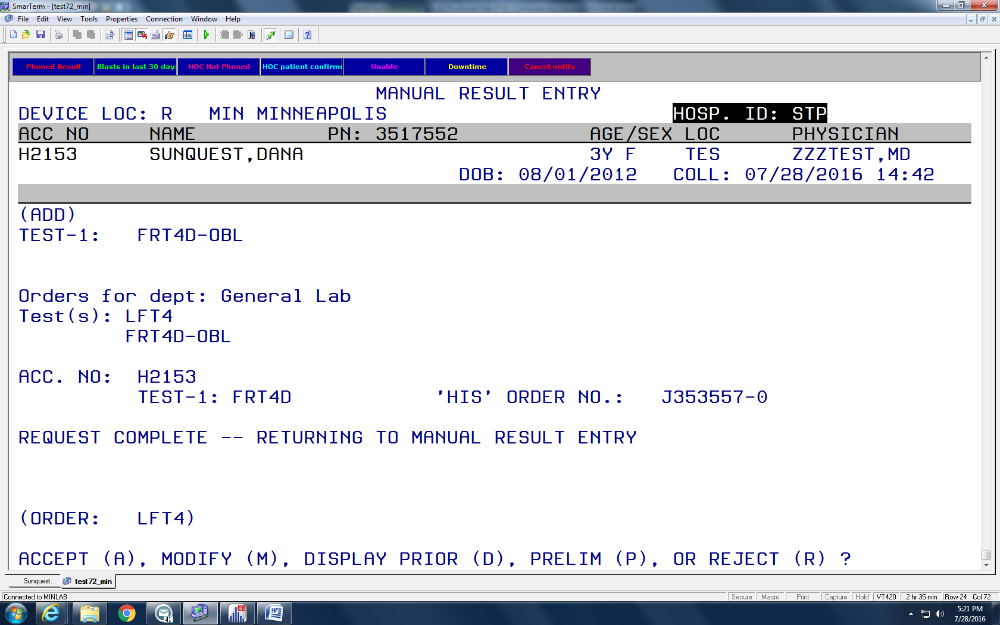 SmarTerm - [test72_min]
File Edit View Tools Properties Connection Window Help
Phoned Result Blasts in last 30 day HOC Not Phoned HOC patient confirm Unable Downtime Cancel notify
MANUAL RESULT ENTRY
DEVICE LOC: R MIN MINNEAPOLIS HOSP. ID: STP
ACC NO NAME PN: 3517552 AGE/SEX LOC PHYSICIAN
H2153 SUNQUEST,DANA 3Y F TES ZZZTEST,MD
DOB: 08/01/2012 COLL: 07/28/2016 14:42
(ADD)
TEST-1: FRT4D-OBL
Orders for dept: General Lab
Test(s): LFT4
FRT4D-OBL
ACC. NO: H2153
TEST-1: FRT4D 'HIS' ORDER NO.: J353557-0
REQUEST COMPLETE -- RETURNING TO MANUAL RESULT ENTRY
(ORDER: LFT4)
ACCEPT (A), MODIFY (M), DISPLAY PRIOR (D), PRELIM (P), OR REJECT (R) ?
Sunquest... test72_min
Connected to MINLAB Secure Macro Print Capture Hold VT420 2 hr 35 min Row 24 Col 72
41 EE W
5:21 PM
7/28/2016